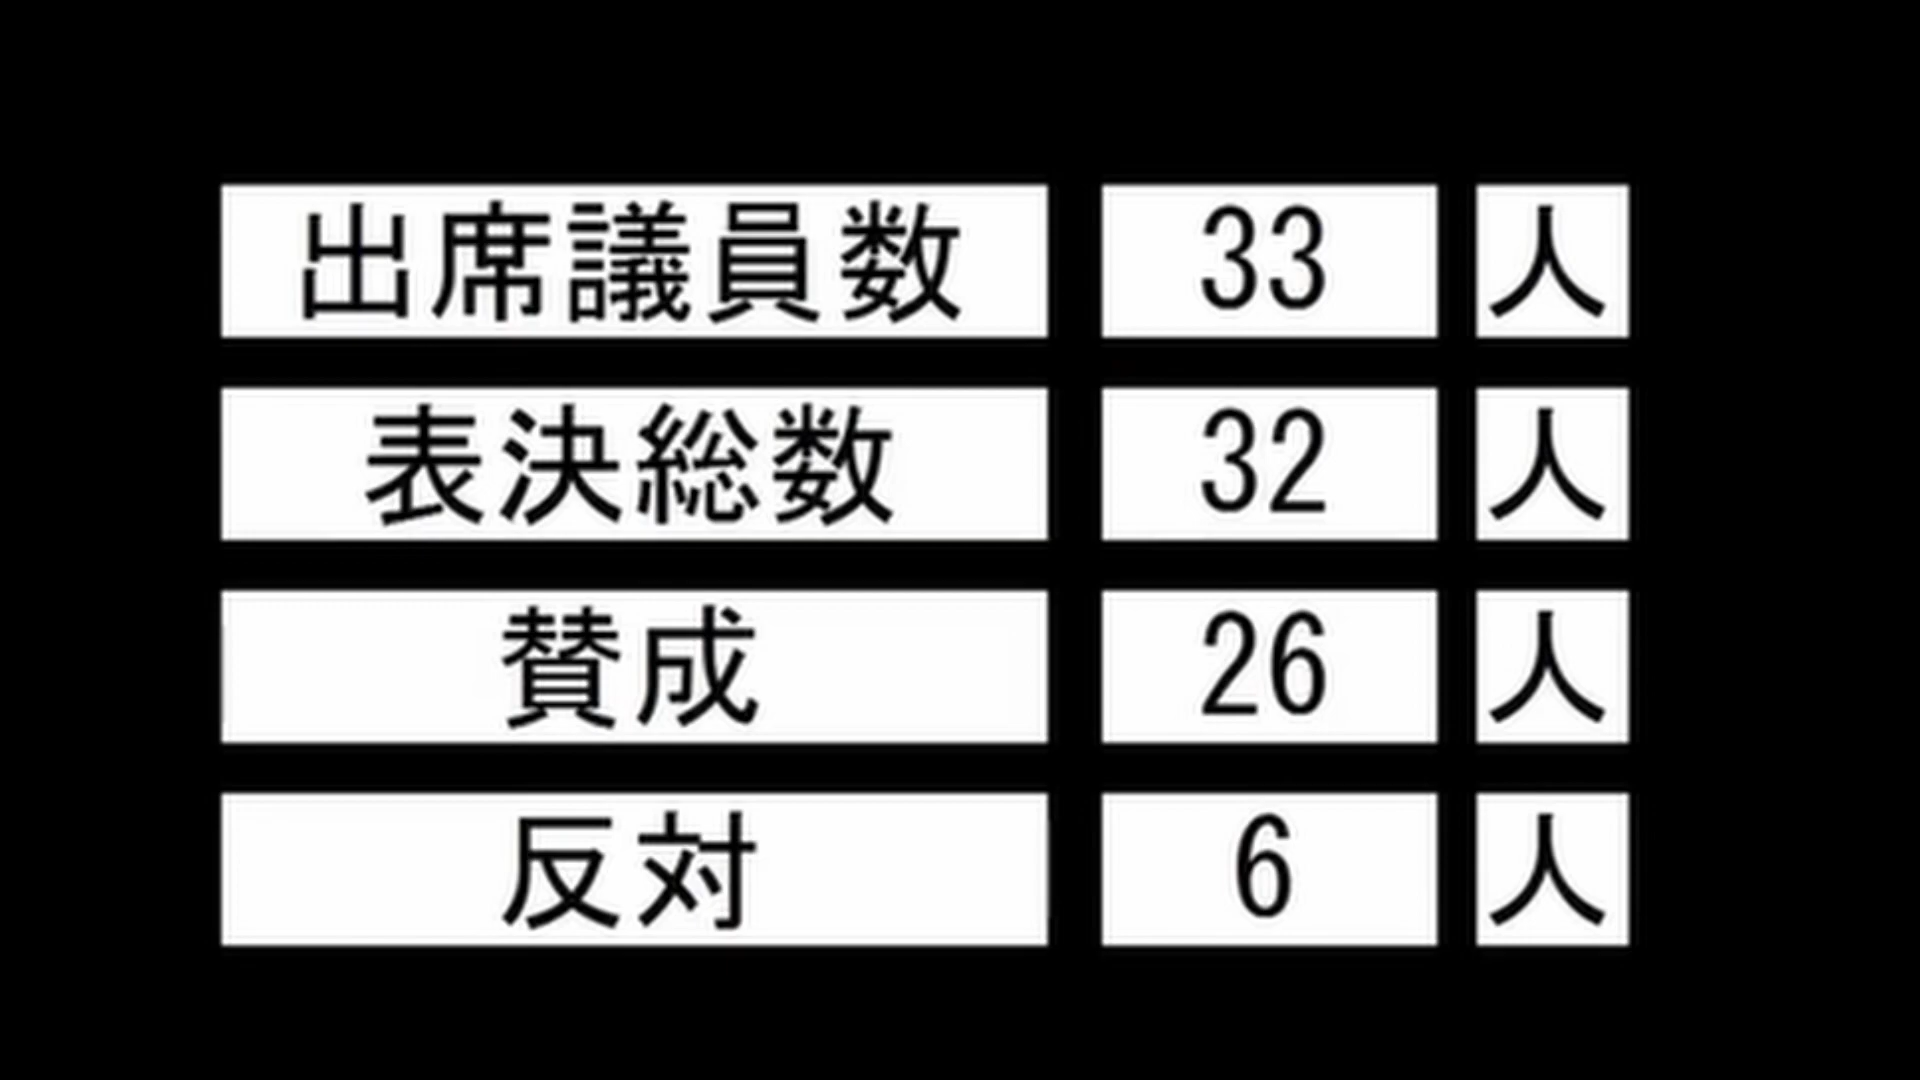 出席議員数 33 人
表決総数 32 人
賛成 26 人
反対 6 人